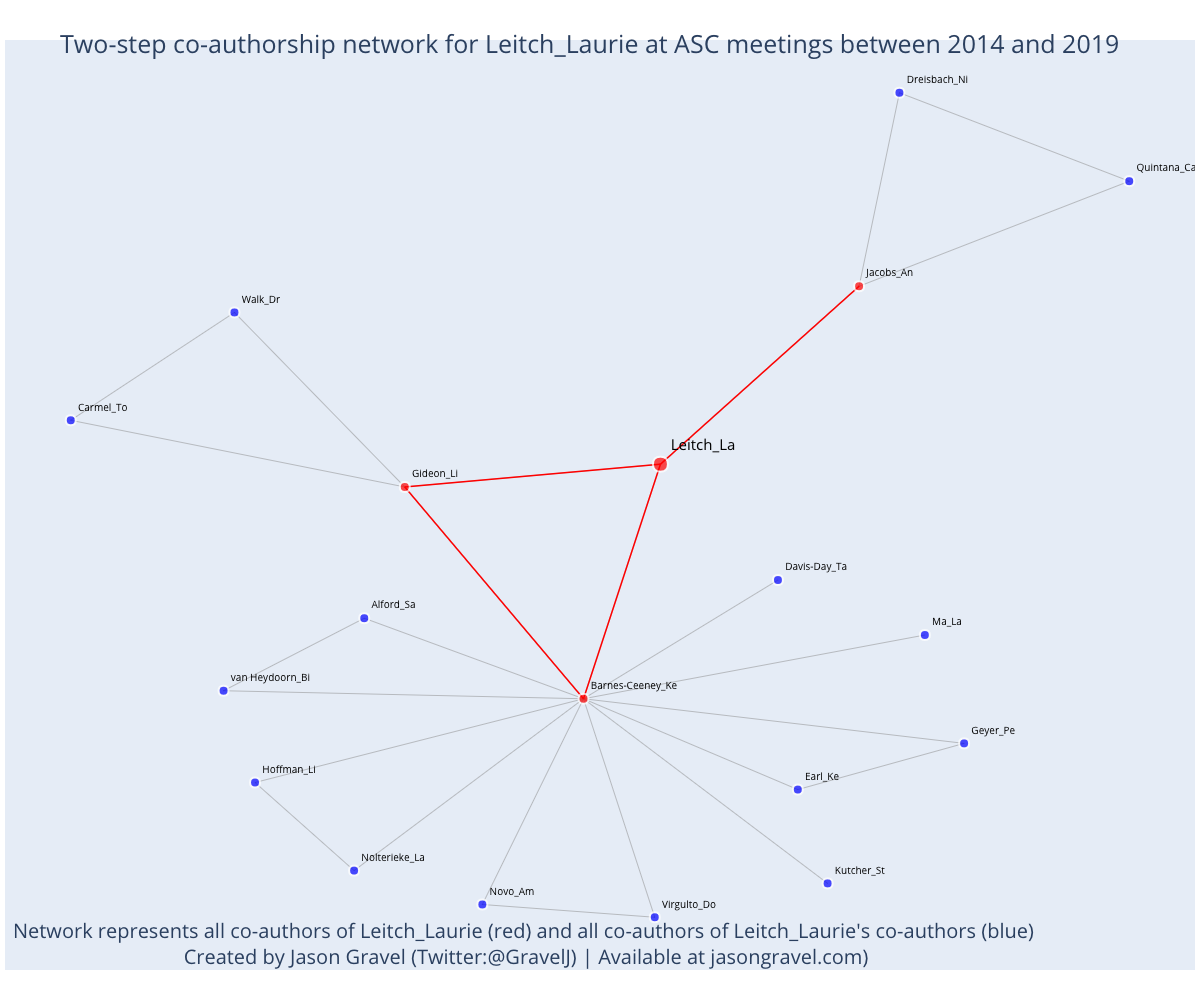 Two-step co-authorship network for Leitch_Laurie at ASC meetings between 2014 and 2019
Dreisbach_Ni
Quintana_Ca
Jacobs_An
Walk_Dr
Carmel_To
Leitch_La
Gideon_Li
Davis-Day_Ta
Alford_Sa
Ma_La
van Heydoorn_Bi
Barnes-Ceeney_Ke
Geyer_Pe
Hoffman_Li
Earl_Ke
Nolterieke_La
Kutcher_St
Novo_Am
Virgulto_Do
Network represents all co-authors of Leitch_Laurie (red) and all co-authors of Leitch_Laurie's co-authors (blue)
Created by Jason Gravel (Twitter:@GravelJ) | Available at jasongravel.com)